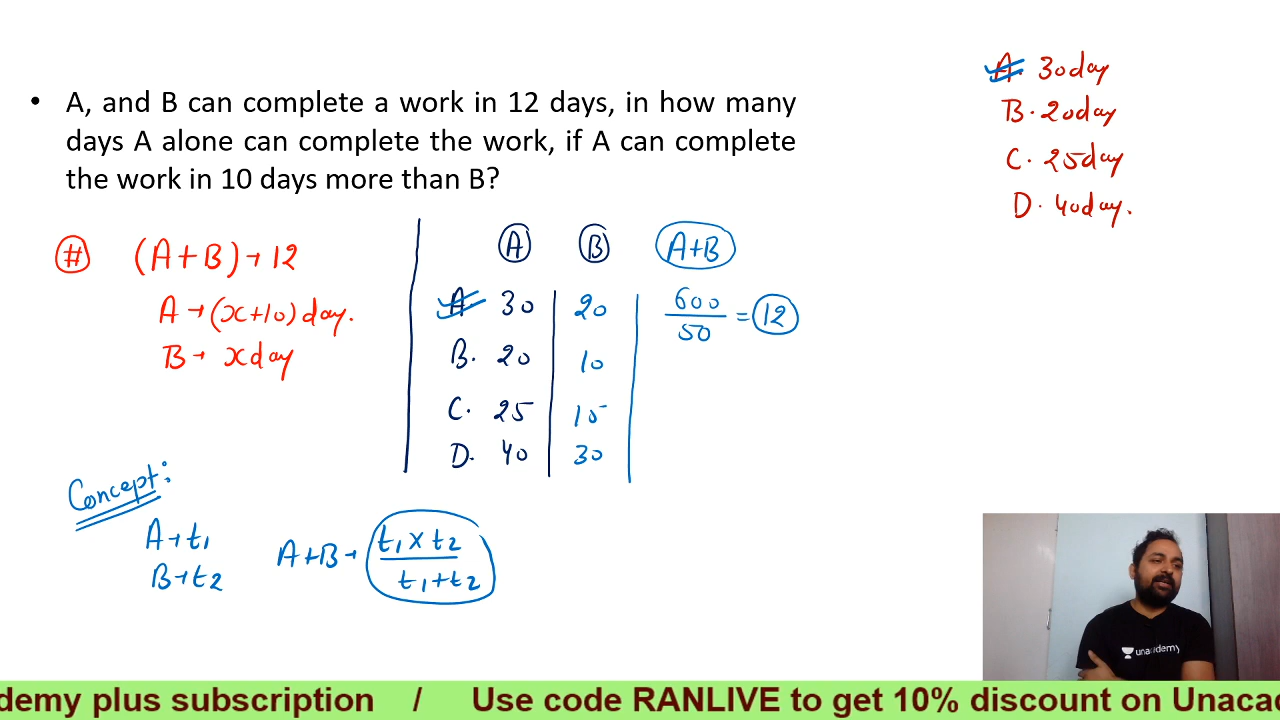 • A, and B can complete a work in 12 days, in how many
days A alone can complete the work, if A can complete
the work in 10 days more than B?
A. 30day
B. 20day
C. 25day
D. 40day.
# (A+B)→12
A→(x+10) day.
B→ x day
A B A+B
A. 30 20 600/50 = 12
B. 20 10
C. 25 15
D. 40 30
Concept:
A→t1
B→t2
A+B→ t1 x t2
t1+t2
unacademy
demy plus subscription / Use code RANLIVE to get 10% discount on Unaca